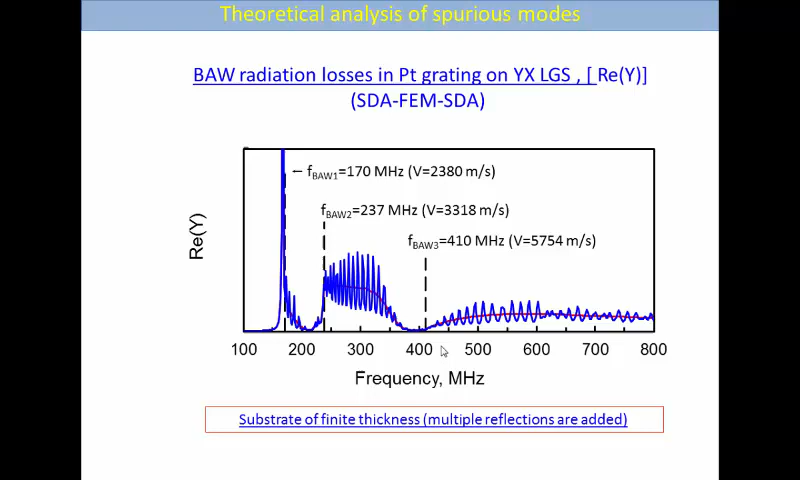 Theoretical analysis of spurious modes
BAW radiation losses in Pt grating on YX LGS , [ Re(Y)]
(SDA-FEM-SDA)
←f_BAW1=170 MHz (V=2380 m/s)
f_BAW2=237 MHz (V=3318 m/s)
f_BAW3=410 MHz (V=5754 m/s)
Re(Y)
100 200 300 400 500 600 700 800
Frequency, MHz
Substrate of finite thickness (multiple reflections are added)